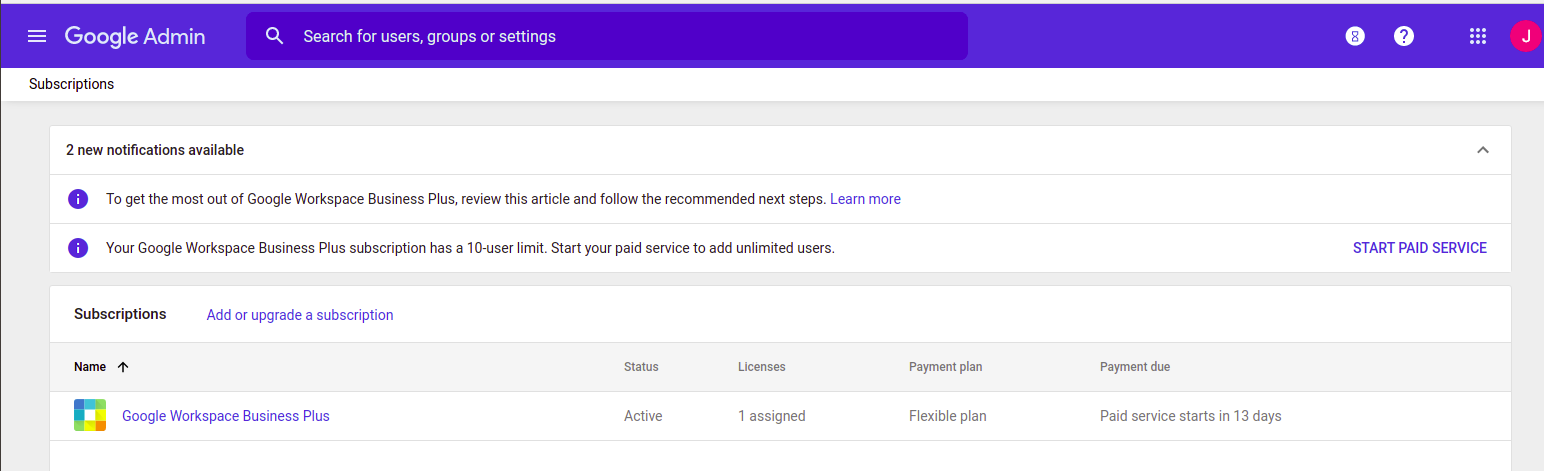 Google Admin
Search for users, groups or settings
J
Subscriptions
2 new notifications available
To get the most out of Google Workspace Business Plus, review this article and follow the recommended next steps. Learn more
Your Google Workspace Business Plus subscription has a 10-user limit. Start your paid service to add unlimited users.
START PAID SERVICE
Subscriptions
Add or upgrade a subscription
Name Status Licenses Payment plan Payment due
Google Workspace Business Plus Active 1 assigned Flexible plan Paid service starts in 13 days